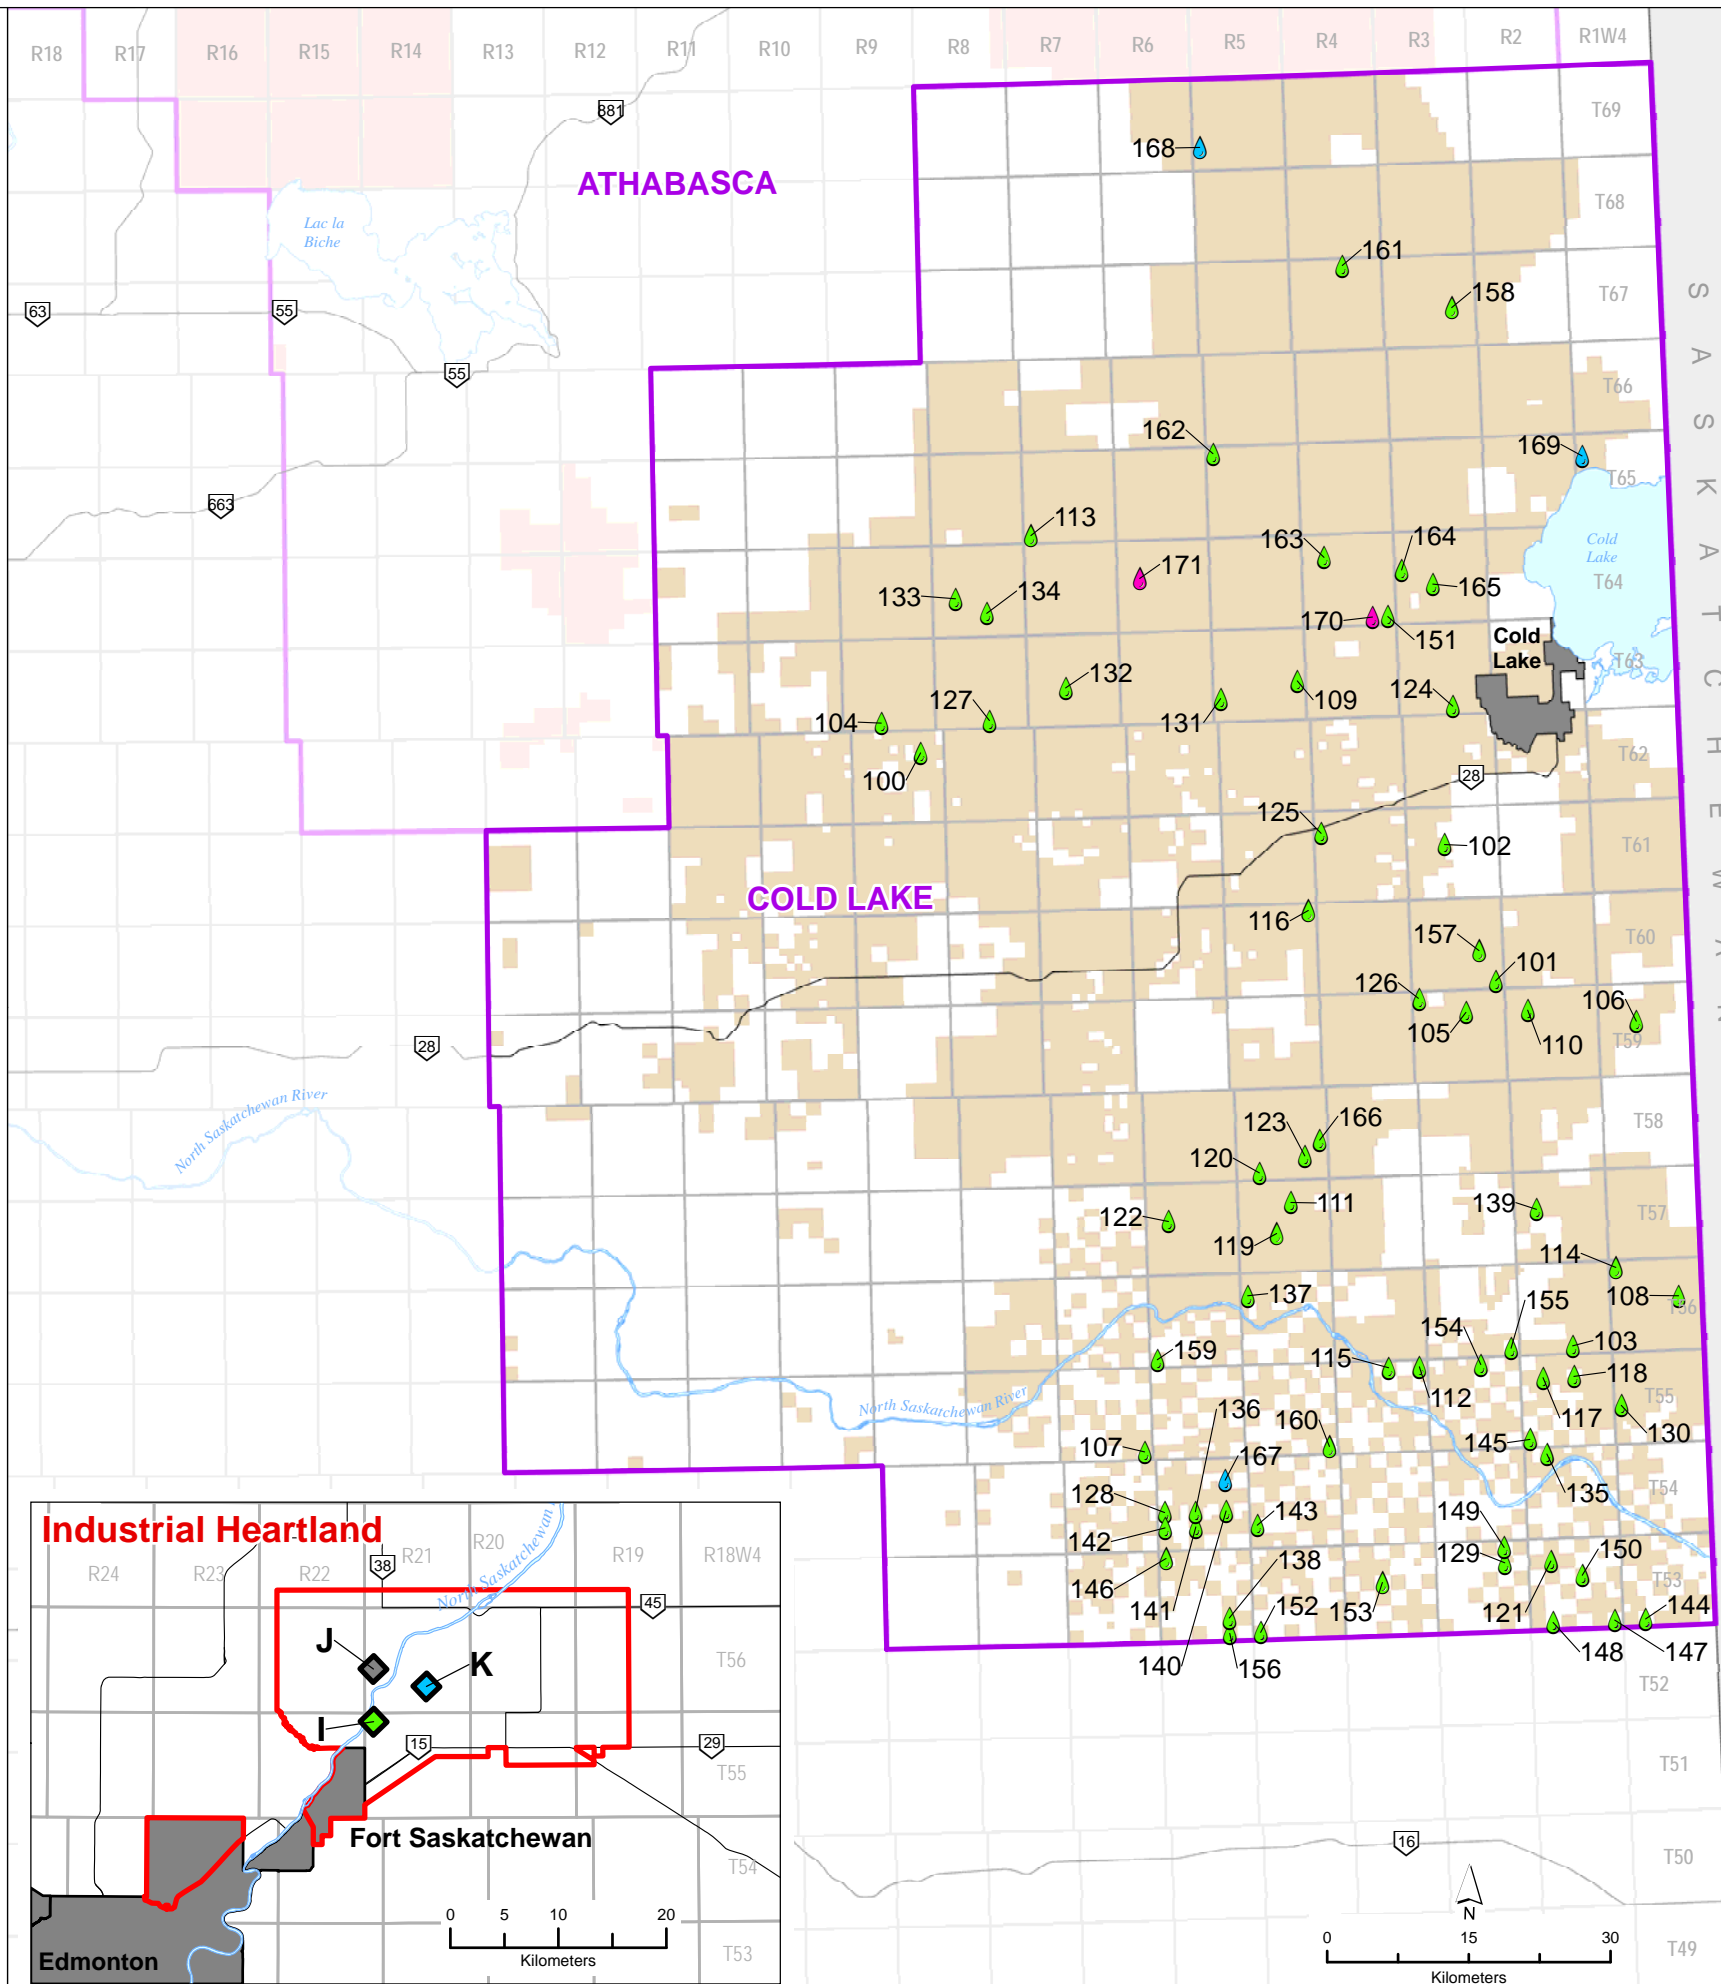 R18 R17 R16 R15 R14 R13 R12 R11 R10 R9 R8 R7 R6 R5 R4 R3 R2 R1W4
881
T69
168
ATHABASCA
T68
Lac la
Biche
161
158
T67
63
55
55
T66
162
169
T65
663
113
163
164
Cold
Lake
171
133
134
165
T64
170
151
Cold
Lake
T63
132
109
124
127
131
104
T62
100
28
125
102
T61
COLD LAKE
116
157
T60
101
126
106
105
110
T59
28
North Saskatchewan River
T58
166
123
120
111
139
T57
122
119
114
137
108
T56
155
154
103
159
115
118
112
T55
117
130
North Saskatchewan River
136
160
145
107
167
135
T54
128
143
149
142
129
150
138
T53
146
141
152
153
121
144
140
156
148
147
T52
T51
16
T50
T49
SASKATCHEWAN
N
0 15 30
Kilometers
Industrial Heartland
R24 R23 R22 R21 R20 R19 R18W4
38
North Saskatchewan
45
J
K
T56
I
15
29
T55
Fort Saskatchewan
T54
0 5 10 20
Kilometers
Edmonton
T53